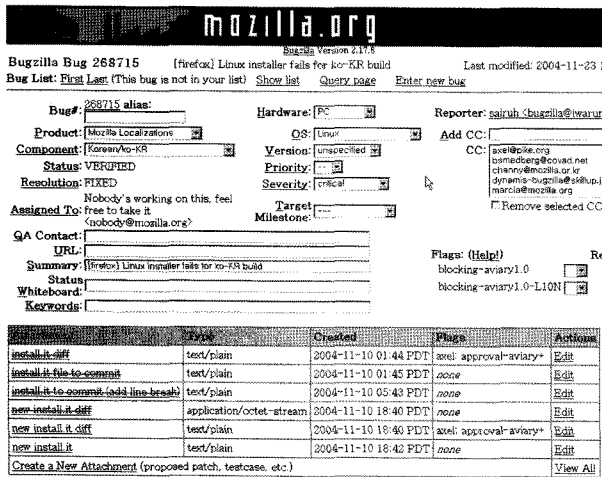 mozilla.org
Bugzilla Version 2.17.8
Bugzilla Bug 268715 [firefox] Linux installer fails for ko-KR build Last modified: 2004-11-23
Bug List: First Last (This bug is not in your list) Show list Query page Enter new bug
Bug#: 268715 alias: Hardware: PC Reporter: sairuh <bugzilla@iwarun
Product: Mozilla Localizations OS: Linux Add CC:
Component: Korean/ko-KR Version: unspecified CC: axel@pike.org
Status: VERIFIED Priority: -- bsmedberg@covad.net
Resolution: FIXED Severity: critical channy@mozilla.or.kr
dynamis-bugzilla@skillup.j
marcia@mozilla.org
Assigned To: Nobody's working on this, feel free to take it <nobody@mozilla.org> Target Milestone: --- Remove selected CC
QA Contact:
URL: Flags: (Help!) Re
Summary: [firefox] Linux installer fails for ko-KR build blocking-aviary1.0
Status Whiteboard: blocking-aviary1.0-L10N
Keywords:
Type Created Flags Actions
install.it diff text/plain 2004-11-10 01:44 PDT axel: approval-aviary+ Edit
install.it file to commit text/plain 2004-11-10 01:45 PDT none Edit
install.it to commit (add line break) text/plain 2004-11-10 05:43 PDT none Edit
new install.it diff application/octet-stream 2004-11-10 18:40 PDT none Edit
new install.it diff text/plain 2004-11-10 18:40 PDT axel: approval-aviary+ Edit
new install.it text/plain 2004-11-10 18:42 PDT none Edit
Create a New Attachment (proposed patch, testcase, etc.) View All